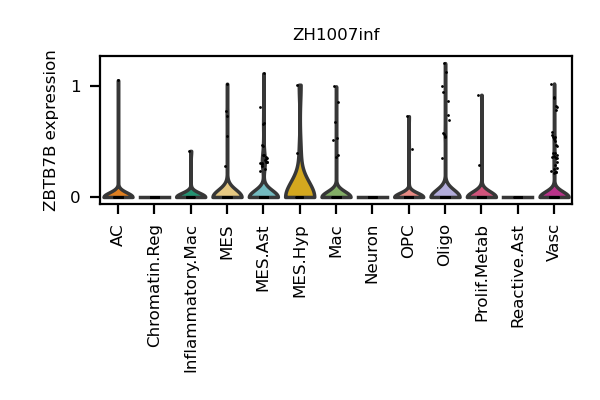 ZH1007inf
ZBTB7B expression
1
0
AC
Chromatin.Reg
Inflammatory.Mac
MES
MES.Ast
MES.Hyp
Mac
Neuron
OPC
Oligo
Prolif.Metab
Reactive.Ast
Vasc